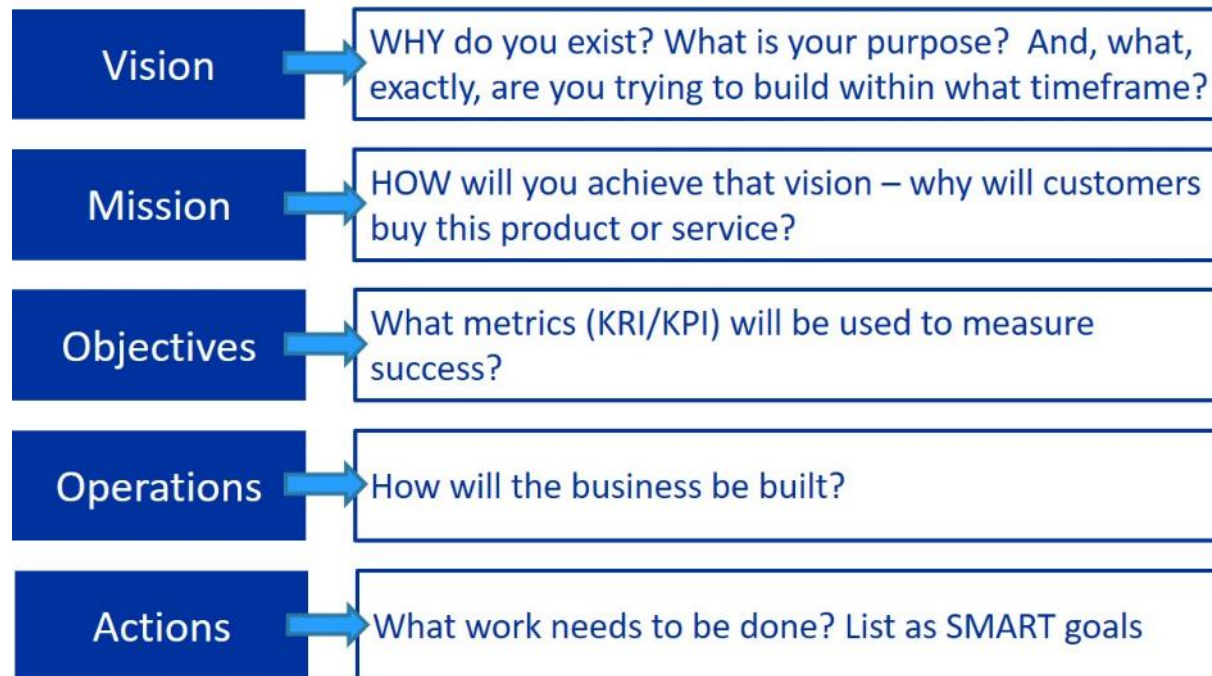 Vision
WHY do you exist? What is your purpose?  And, what,
exactly, are you trying to build within what timeframe?
Mission
HOW will you achieve that vision – why will customers
buy this product or service?
Objectives
What metrics (KRI/KPI) will be used to measure
success?
Operations
How will the business be built?
Actions
What work needs to be done? List as SMART goals